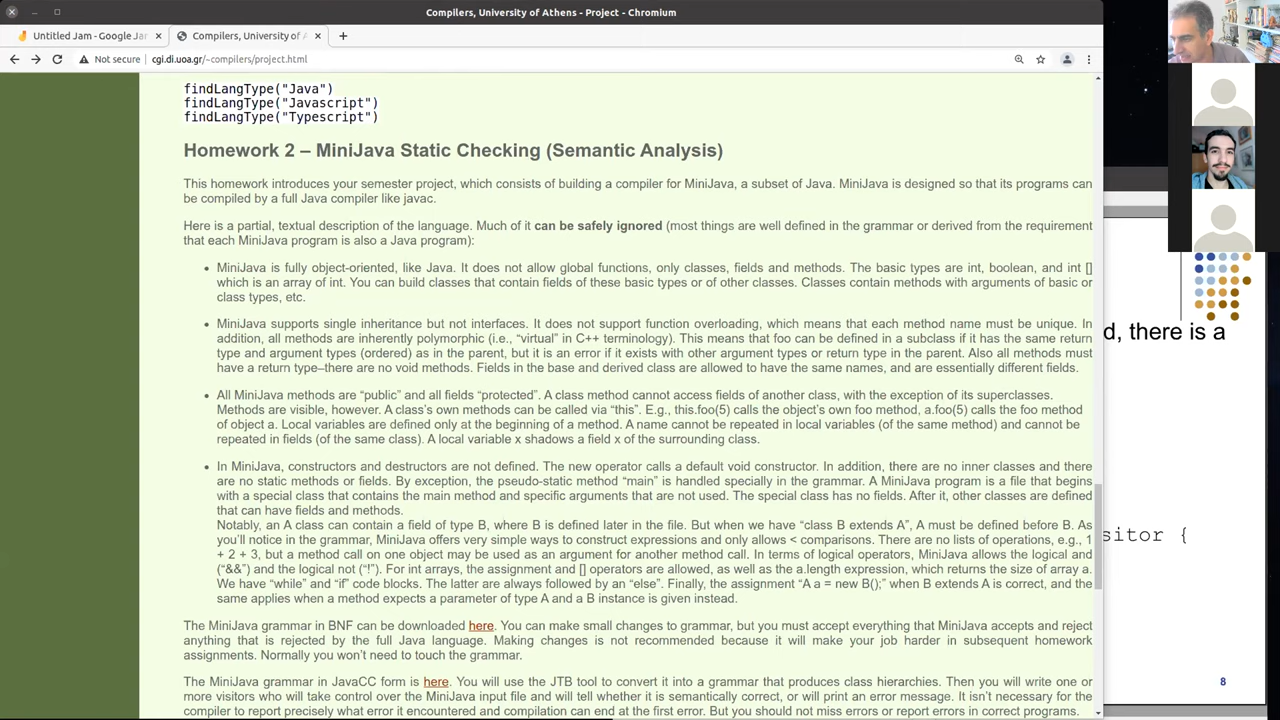 Compilers, University of Athens - Project - Chromium
Untitled Jam - Google Jar
Compilers, University of A
Not secure
cgi.di.uoa.gr/~compilers/project.html
findLangType("Java")
findLangType("Javascript")
findLangType("Typescript")
Homework 2 – MiniJava Static Checking (Semantic Analysis)
This homework introduces your semester project, which consists of building a compiler for MiniJava, a subset of Java. MiniJava is designed so that its programs can
be compiled by a full Java compiler like javac.
Here is a partial, textual description of the language. Much of it can be safely ignored (most things are well defined in the grammar or derived from the requirement
that each MiniJava program is also a Java program):
• MiniJava is fully object-oriented, like Java. It does not allow global functions, only classes, fields and methods. The basic types are int, boolean, and int []
which is an array of int. You can build classes that contain fields of these basic types or of other classes. Classes contain methods with arguments of basic or
class types, etc.
• MiniJava supports single inheritance but not interfaces. It does not support function overloading, which means that each method name must be unique. In
addition, all methods are inherently polymorphic (i.e., “virtual” in C++ terminology). This means that foo can be defined in a subclass if it has the same return
type and argument types (ordered) as in the parent, but it is an error if it exists with other argument types or return type in the parent. Also all methods must
have a return type–there are no void methods. Fields in the base and derived class are allowed to have the same names, and are essentially different fields.
• All MiniJava methods are “public” and all fields “protected”. A class method cannot access fields of another class, with the exception of its superclasses.
Methods are visible, however. A class's own methods can be called via “this”. E.g., this.foo(5) calls the object's own foo method, a.foo(5) calls the foo method
of object a. Local variables are defined only at the beginning of a method. A name cannot be repeated in local variables (of the same method) and cannot be
repeated in fields (of the same class). A local variable x shadows a field x of the surrounding class.
• In MiniJava, constructors and destructors are not defined. The new operator calls a default void constructor. In addition, there are no inner classes and there
are no static methods or fields. By exception, the pseudo-static method “main” is handled specially in the grammar. A MiniJava program is a file that begins
with a special class that contains the main method and specific arguments that are not used. The special class has no fields. After it, other classes are defined
that can have fields and methods.
Notably, an A class can contain a field of type B, where B is defined later in the file. But when we have “class B extends A”, A must be defined before B. As
you'll notice in the grammar, MiniJava offers very simple ways to construct expressions and only allows < comparisons. There are no lists of operations, e.g., 1
+ 2 + 3, but a method call on one object may be used as an argument for another method call. In terms of logical operators, MiniJava allows the logical and
(“&&”) and the logical not (“!”). For int arrays, the assignment and [] operators are allowed, as well as the a.length expression, which returns the size of array a.
We have “while” and “if” code blocks. The latter are always followed by an “else”. Finally, the assignment “A a = new B();” when B extends A is correct, and the
same applies when a method expects a parameter of type A and a B instance is given instead.
The MiniJava grammar in BNF can be downloaded here. You can make small changes to grammar, but you must accept everything that MiniJava accepts and reject
anything that is rejected by the full Java language. Making changes is not recommended because it will make your job harder in subsequent homework
assignments. Normally you won't need to touch the grammar.
The MiniJava grammar in JavaCC form is here. You will use the JTB tool to convert it into a grammar that produces class hierarchies. Then you will write one or
more visitors who will take control over the MiniJava input file and will tell whether it is semantically correct, or will print an error message. It isn't necessary for the
compiler to report precisely what error it encountered and compilation can end at the first error. But you should not miss errors or report errors in correct programs.
d, there is a
sitor {
8